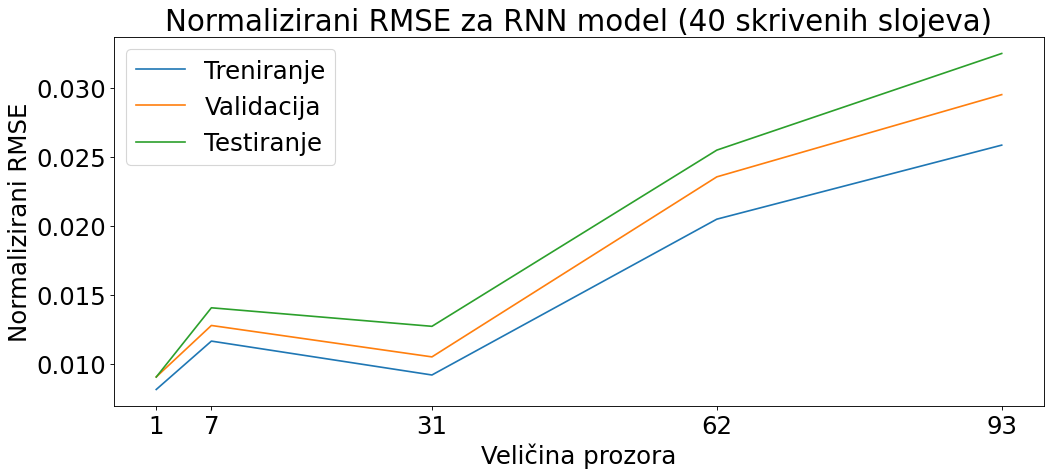 Normalizirani RMSE za RNN model (40 skrivenih slojeva)
Treniranje
Validacija
Testiranje
Normalizirani RMSE
0.030
0.025
0.020
0.015
0.010
1 7 31 62 93
Veličina prozora